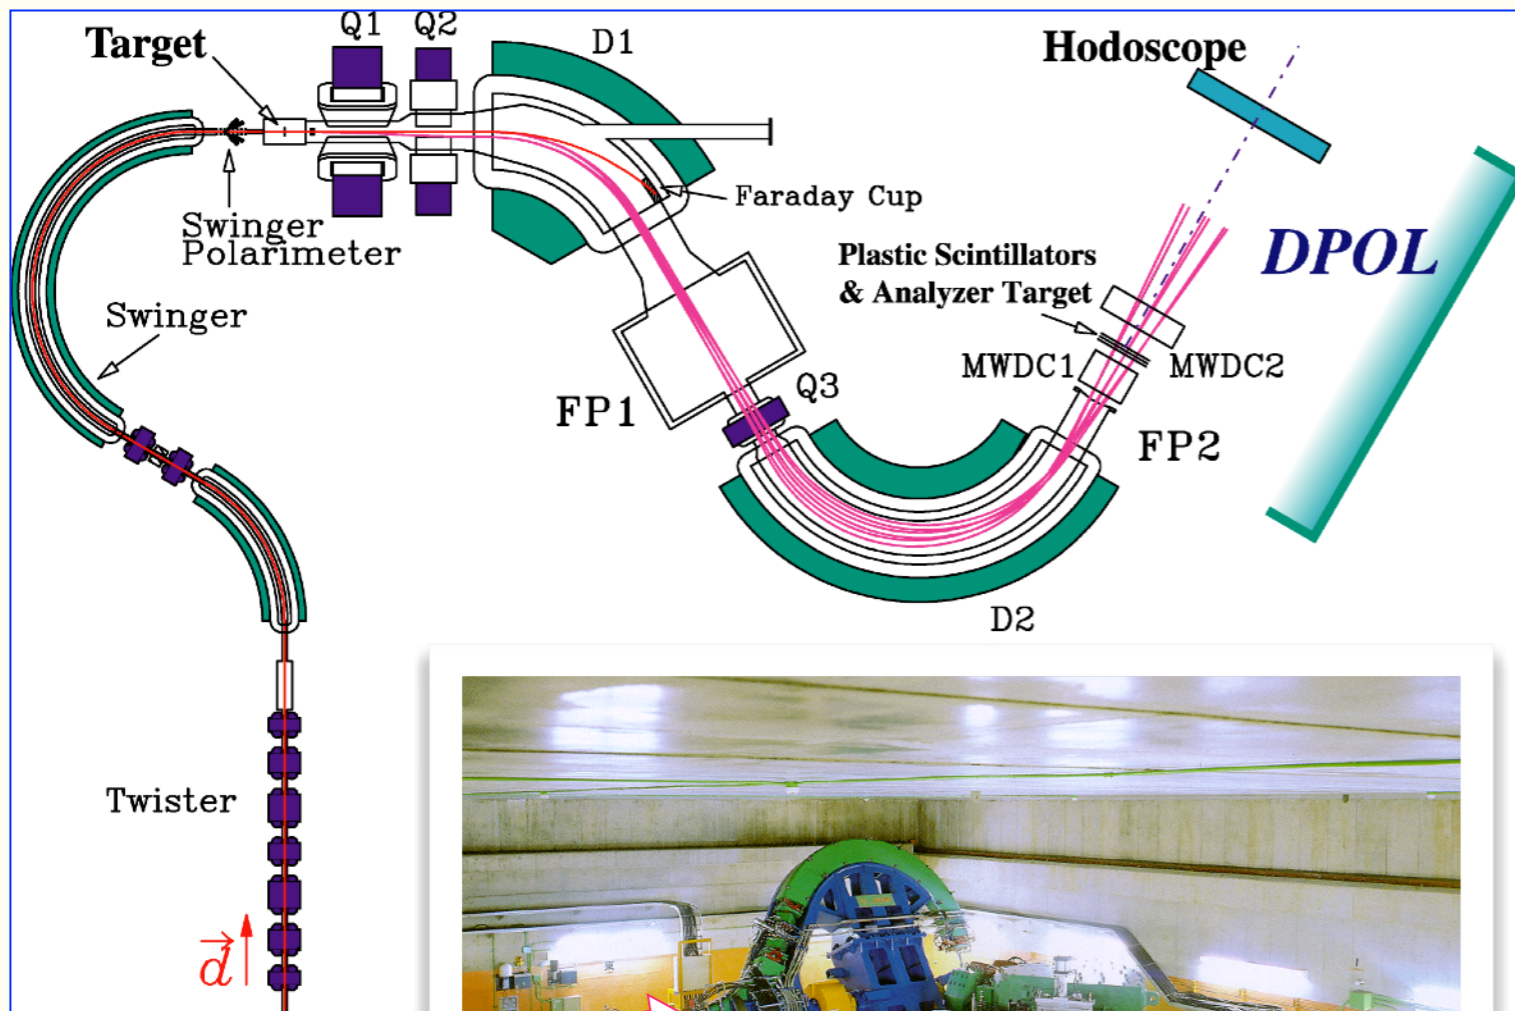 Target
Q1
Q2
D1
Hodoscope
Swinger
Polarimeter
Faraday Cup
DPOL
Plastic Scintillators
& Analyzer Target
Swinger
MWDC1
MWDC2
Q3
FP1
FP2
D2
Twister
d